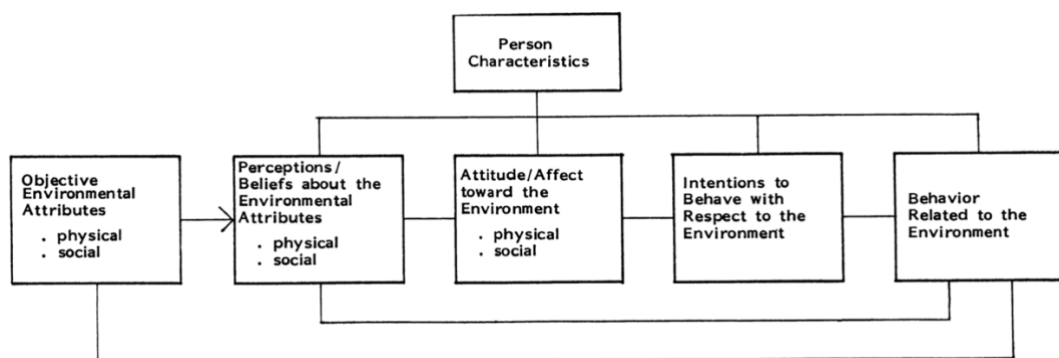 Person
Characteristics
Objective
Environmental
Attributes
. physical
. social
Perceptions/
Beliefs about the
Environmental
Attributes
. physical
. social
Attitude/Affect
toward the
Environment
. physical
. social
Intentions to
Behave with
Respect to the
Environment
Behavior
Related to the
Environment